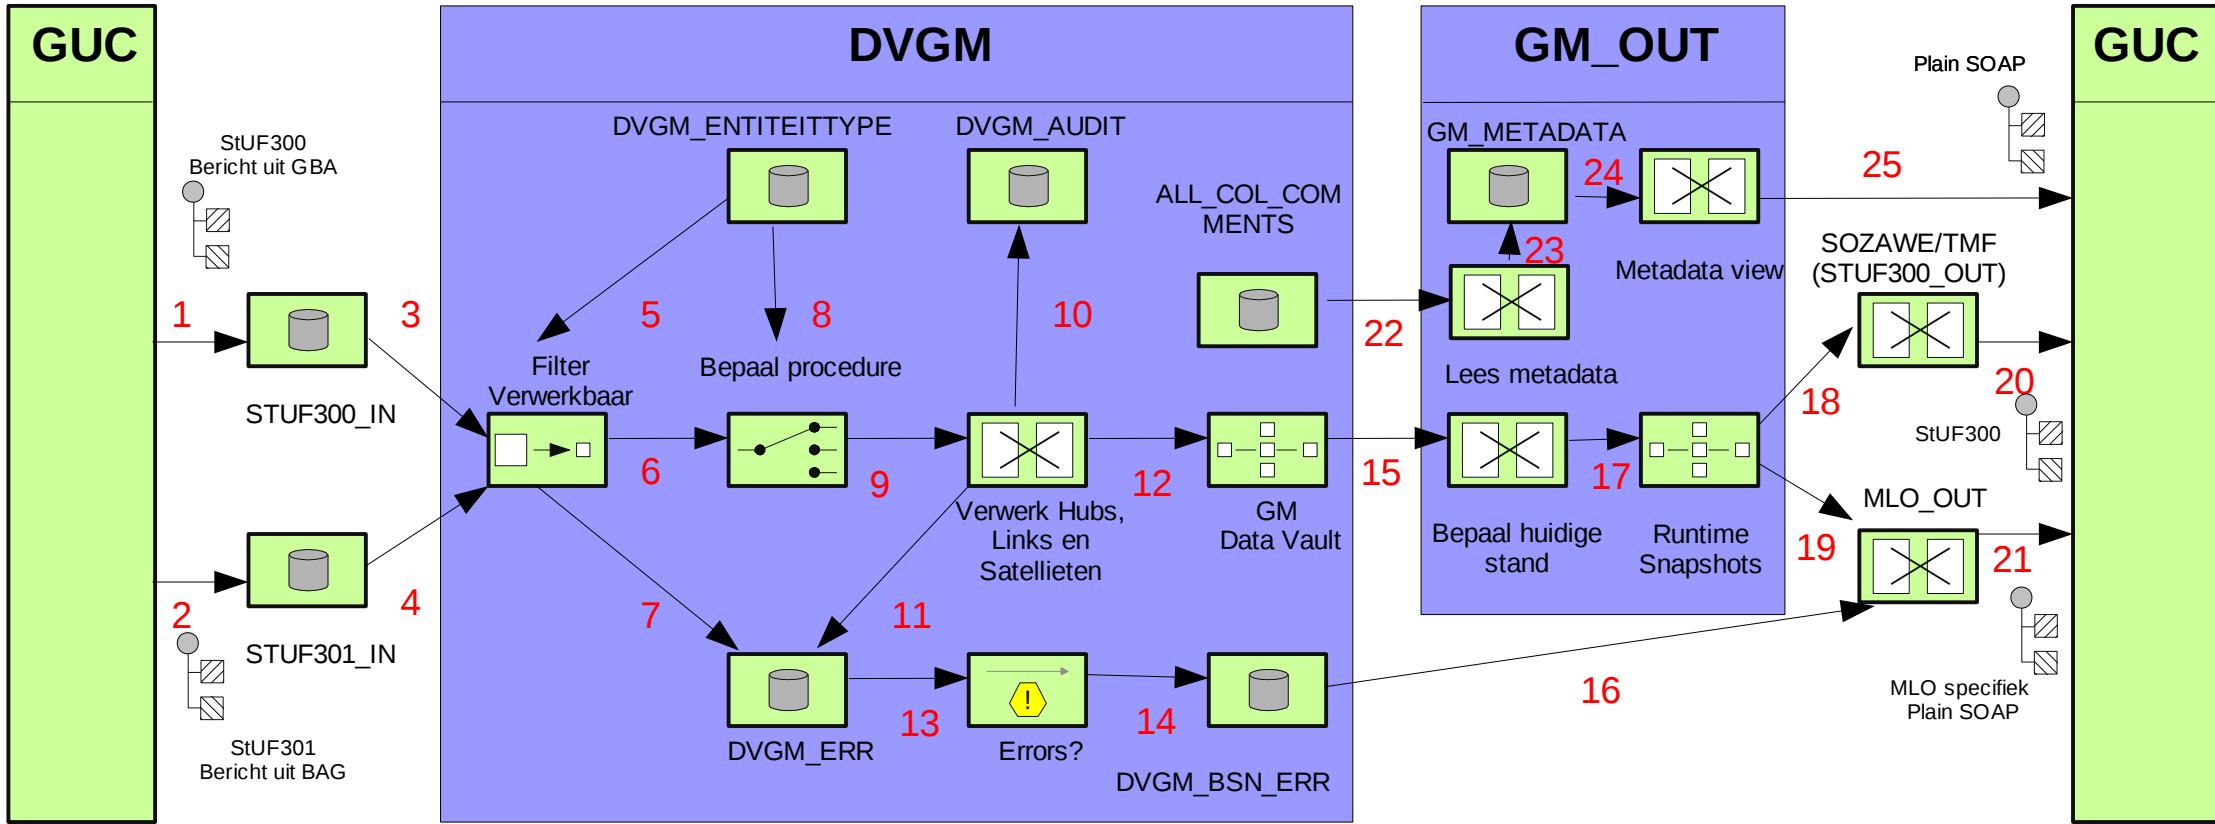 GUC
DVGM
GM_OUT
GUC
Plain SOAP
StUF300
Bericht uit GBA
DVGM_ENTITEITTYPE
DVGM_AUDIT
GM_METADATA
24
25
ALL_COL_COM
MENTS
23
SOZAWE/TMF
(STUF300_OUT)
Metadata view
1
3
5
8
10
22
Filter
Verwerkbaar
Bepaal procedure
Lees metadata
18
20
STUF300_IN
StUF300
6
9
12
15
17
MLO_OUT
Verwerk Hubs,
Links en
Satellieten
GM
Data Vault
Bepaal huidige
stand
Runtime
Snapshots
19
21
2
4
7
11
STUF301_IN
16
MLO specifiek
Plain SOAP
!
13
14
StUF301
Bericht uit BAG
DVGM_ERR
Errors?
DVGM_BSN_ERR